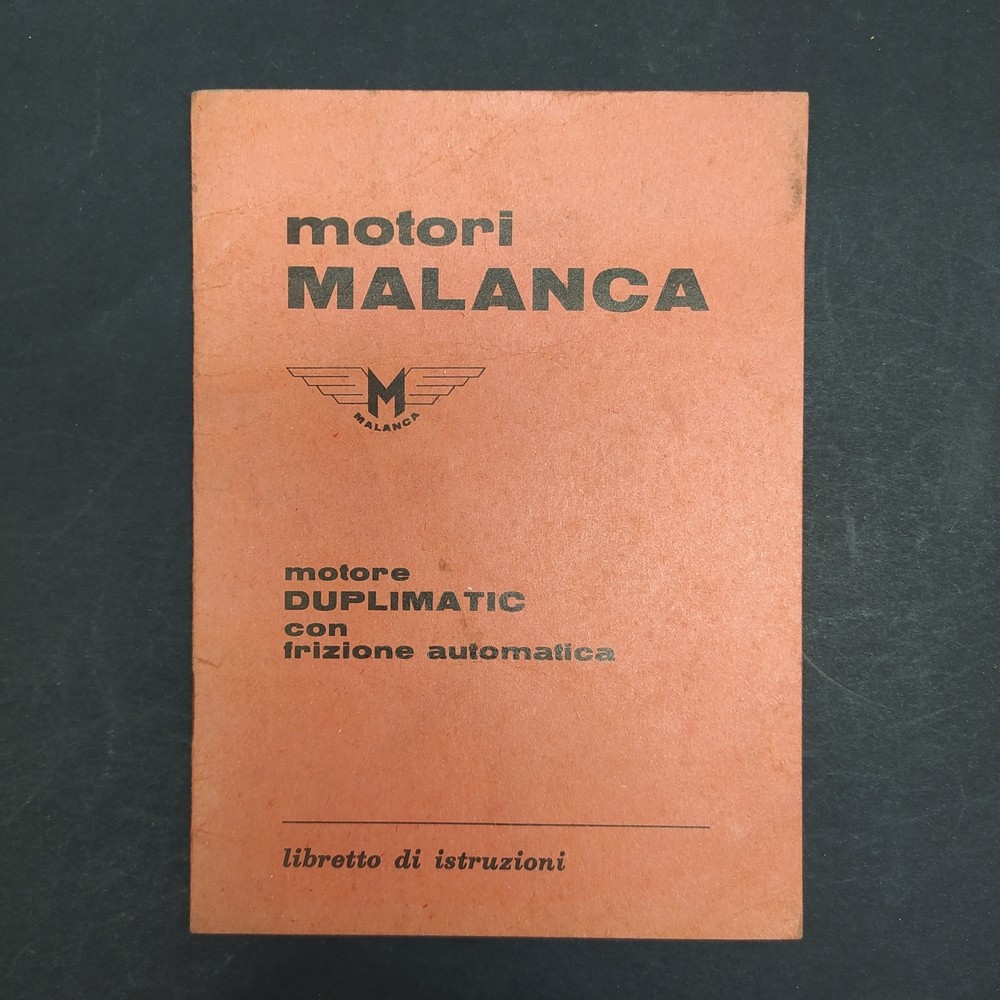 motori
MALANCA
M
MALANCA
motore
DUPLIMATIC
con
frizione automatica
libretto di istruzioni